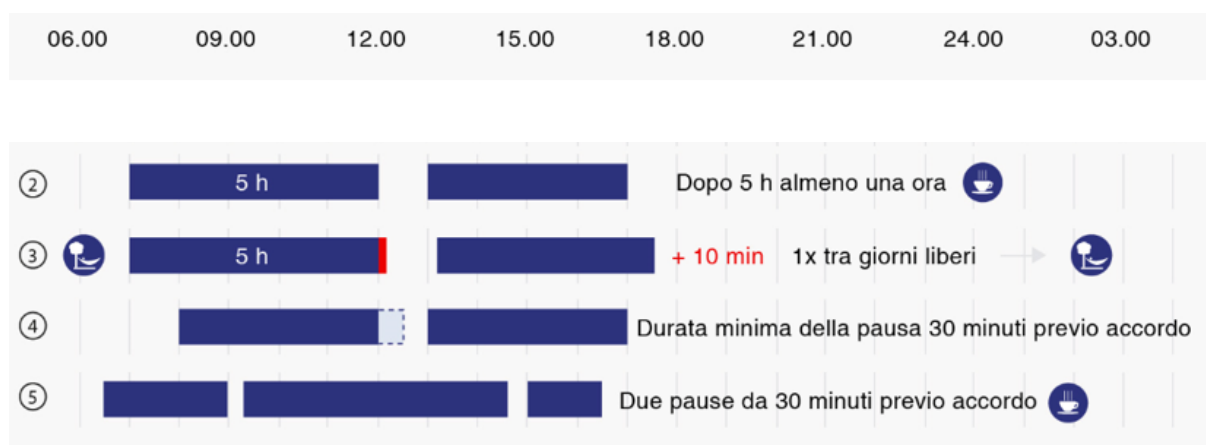 06.00 09.00 12.00 15.00 18.00 21.00 24.00 03.00
2 5 h Dopo 5 h almeno una ora
3 5 h + 10 min 1x tra giorni liberi
4 Durata minima della pausa 30 minuti previo accordo
5 Due pause da 30 minuti previo accordo